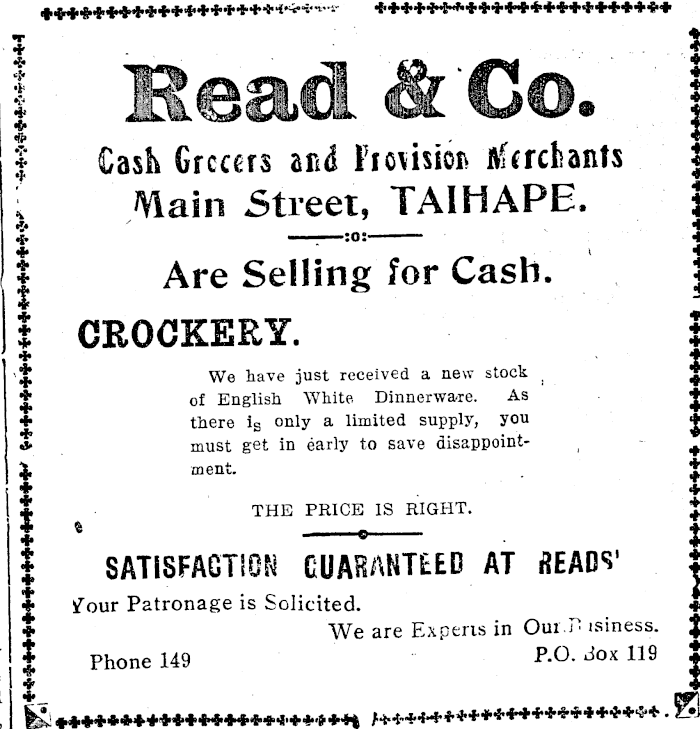 Read & Co.
Cash Grocers and Provision Merchants
Main Street, TAIHAPE.
:o:
Are Selling for Cash.
CROCKERY.
We have just received a new stock
of English White Dinnerware. As
there is only a limited supply, you
must get in early to save disappoint-
ment.
THE PRICE IS RIGHT.
SATISFACTION GUARANTEED AT READS'
Your Patronage is Solicited.
We are Experts in Our Business.
Phone 149
P.O. Box 119